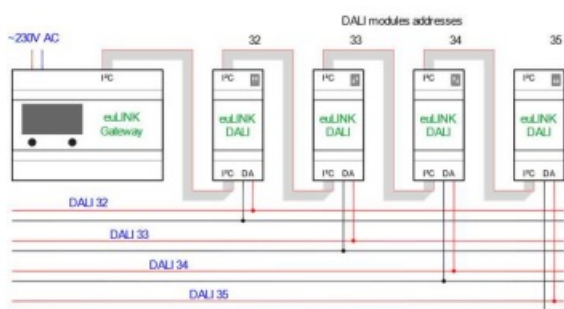 DALI modules addresses
~230V AC
32
33
34
35
I²C
I²C
I²C
I²C
I²C
euLINK
Gateway
euLINK
DALI
euLINK
DALI
euLINK
DALI
euLINK
DALI
I²C DA
I²C DA
I²C DA
I²C DA
DALI 32
DALI 33
DALI 34
DALI 35